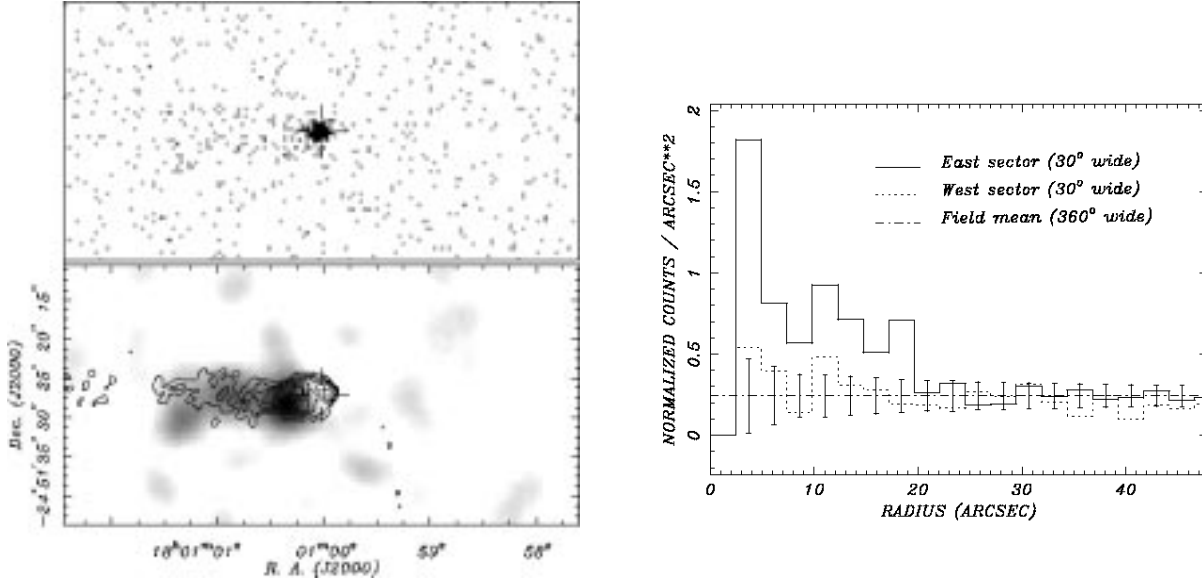 Dec. (J2000)
15"
20"
25"
30"
-24°51'35"
18ʰ01ᵐ01ˢ
01ᵐ00ˢ
59ˢ
58ˢ
R. A. (J2000)
NORMALIZED COUNTS / ARCSEC**2
2
1.5
1
0.5
0
East sector (30° wide)
West sector (30° wide)
Field mean (360° wide)
0
10
20
30
40
RADIUS (ARCSEC)